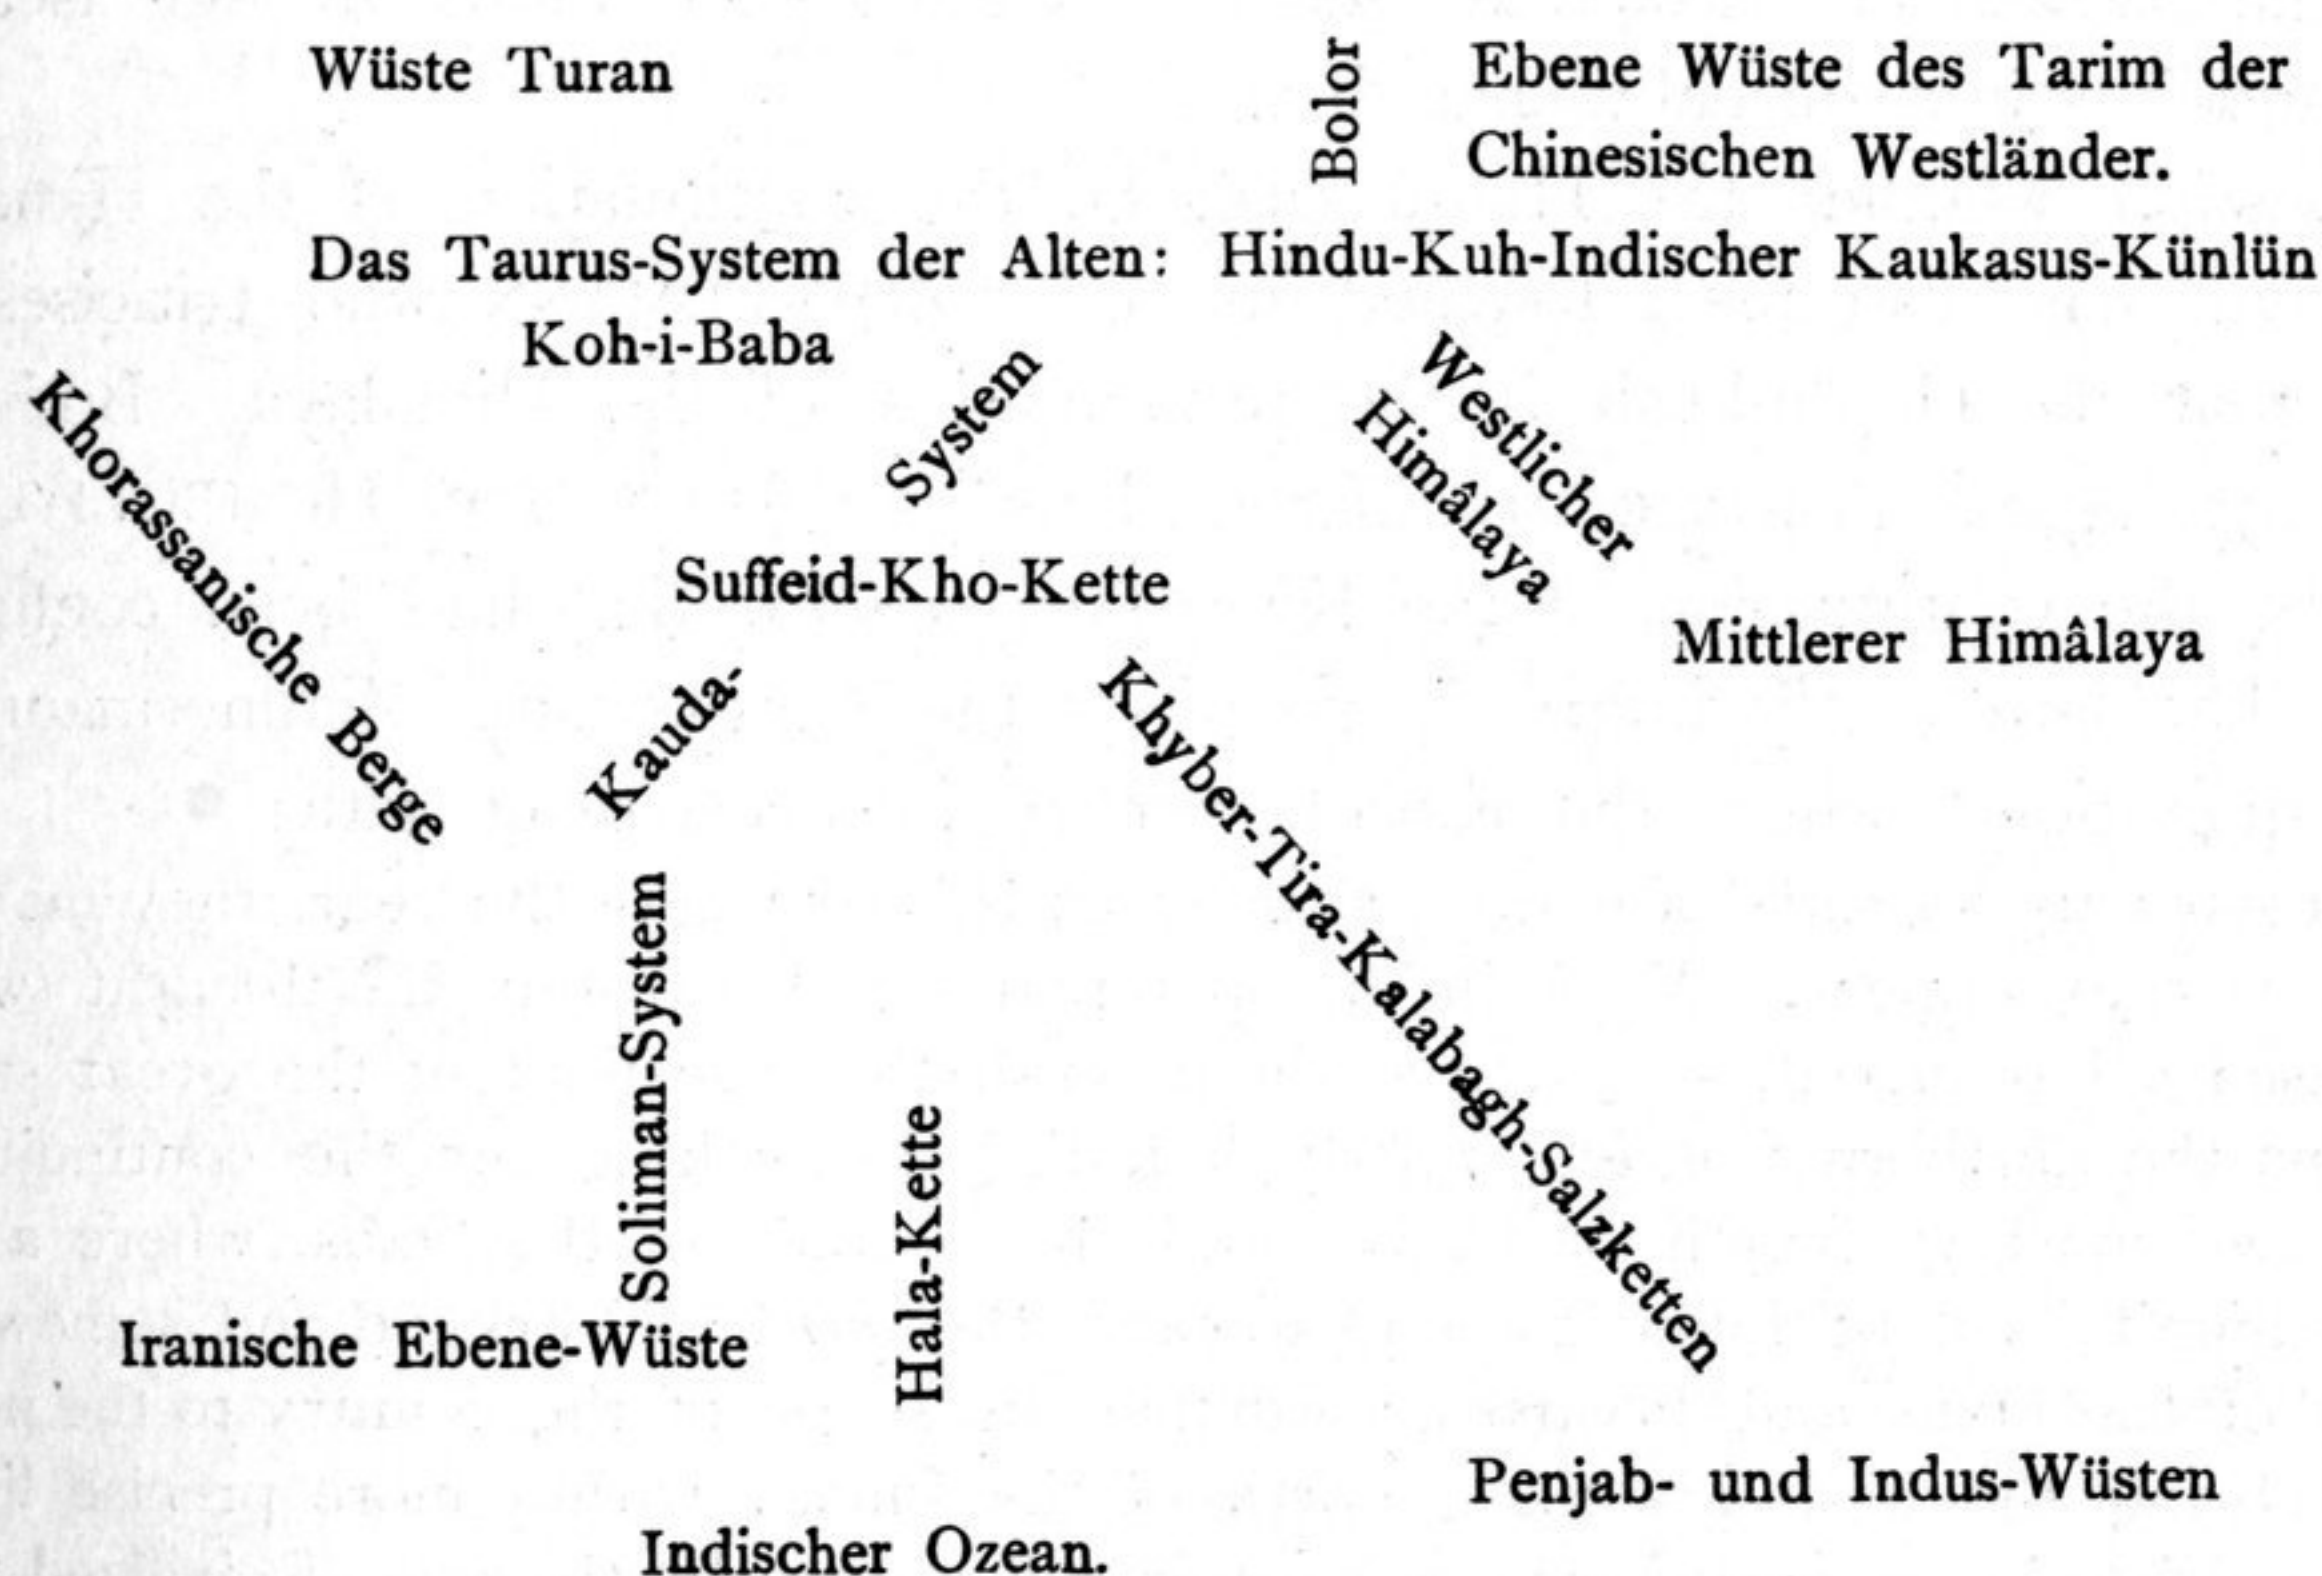 Wüste Turan
Bolor
Ebene Wüste des Tarim der
Chinesischen Westländer.
Das Taurus-System der Alten: Hindu-Kuh-Indischer Kaukasus-Künlün
Koh-i-Baba
System
Westlicher
Himâlaya
Khorassanische Berge
Suffeid-Kho-Kette
Mittlerer Himâlaya
Kauda-
Khyber-Tira-Kalabagh-Salzketten
Soliman-System
Hala-Kette
Iranische Ebene-Wüste
Penjab- und Indus-Wüsten
Indischer Ozean.